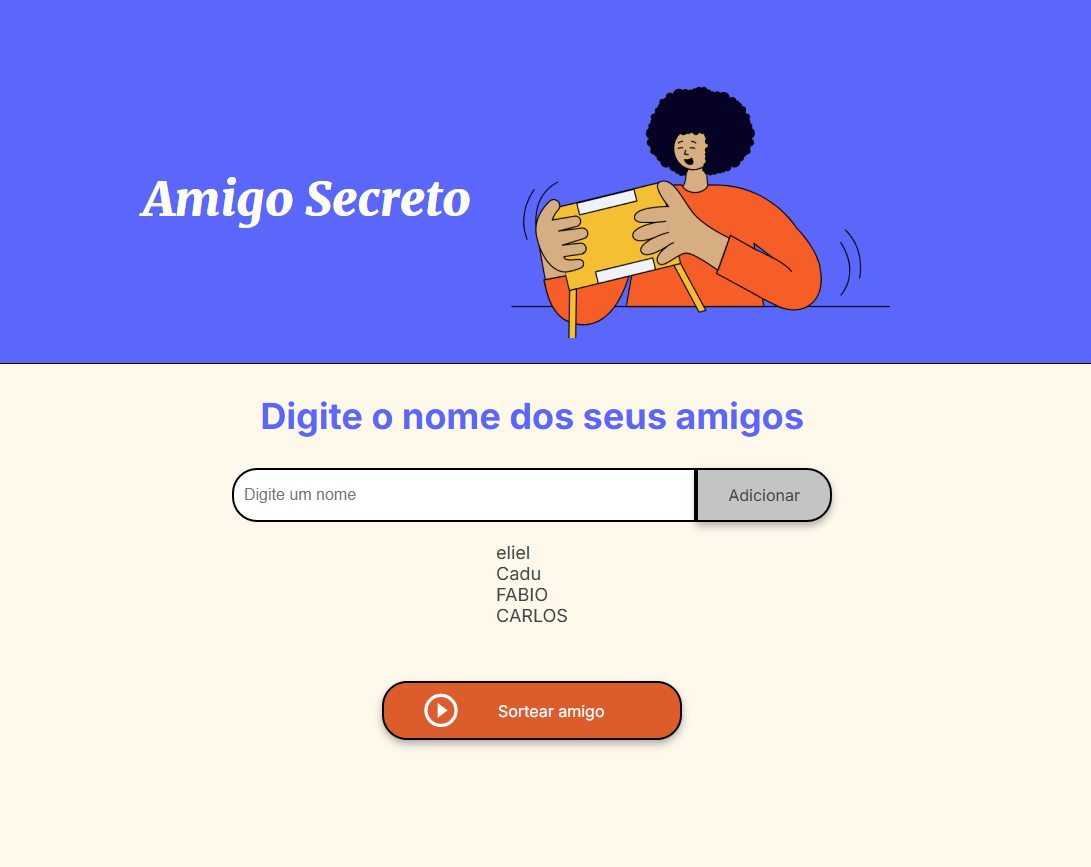 Amigo Secreto
Digite o nome dos seus amigos
Digite um nome
Adicionar
eliel
Cadu
FABIO
CARLOS
Sortear amigo